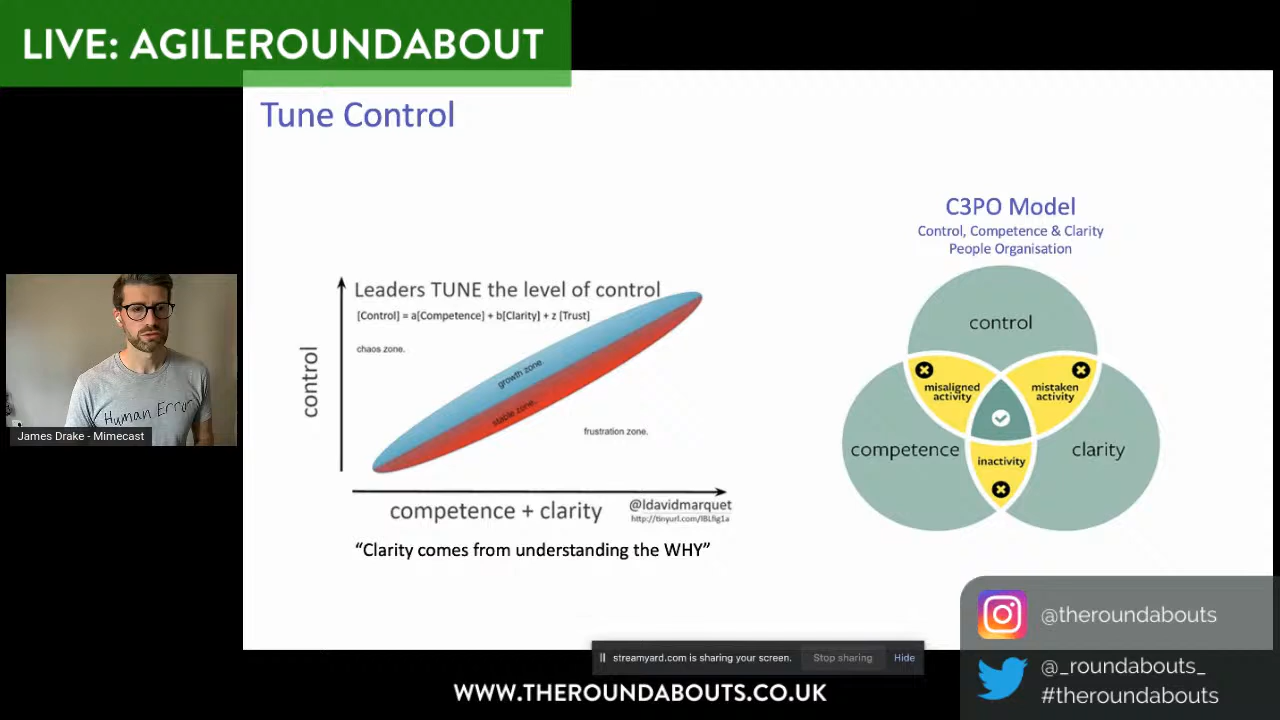 LIVE: AGILEROUNDABOUT
Tune Control
Leaders TUNE the level of control
[Control] = a[Competence] + b[Clarity] + z [Trust]
chaos zone.
growth zone.
stable zone.
frustration zone.
control
competence + clarity
@ldavidmarquet
“Clarity comes from understanding the WHY”
C3PO Model
Control, Competence & Clarity
People Organisation
control
misaligned
activity
mistaken
activity
competence
clarity
inactivity
Human Error
James Drake - Mimecast
streamyard.com is sharing your screen.
Stop sharing
Hide
@theroundabouts
@_roundabouts_
#theroundabouts
WWW.THEROUNDABOUTS.CO.UK